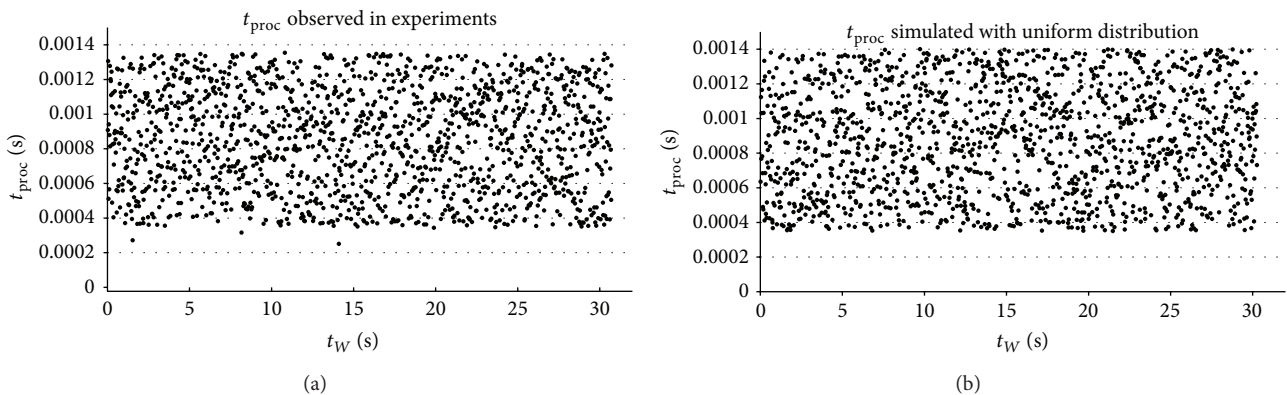 t_proc observed in experiments
0.0014
0.0012
0.001
0.0008
0.0006
0.0004
0.0002
0
t_proc (s)
0 5 10 15 20 25 30
t_W (s)
(a)
t_proc simulated with uniform distribution
0.0014
0.0012
0.001
0.0008
0.0006
0.0004
0.0002
0
t_proc (s)
0 5 10 15 20 25 30
t_W (s)
(b)